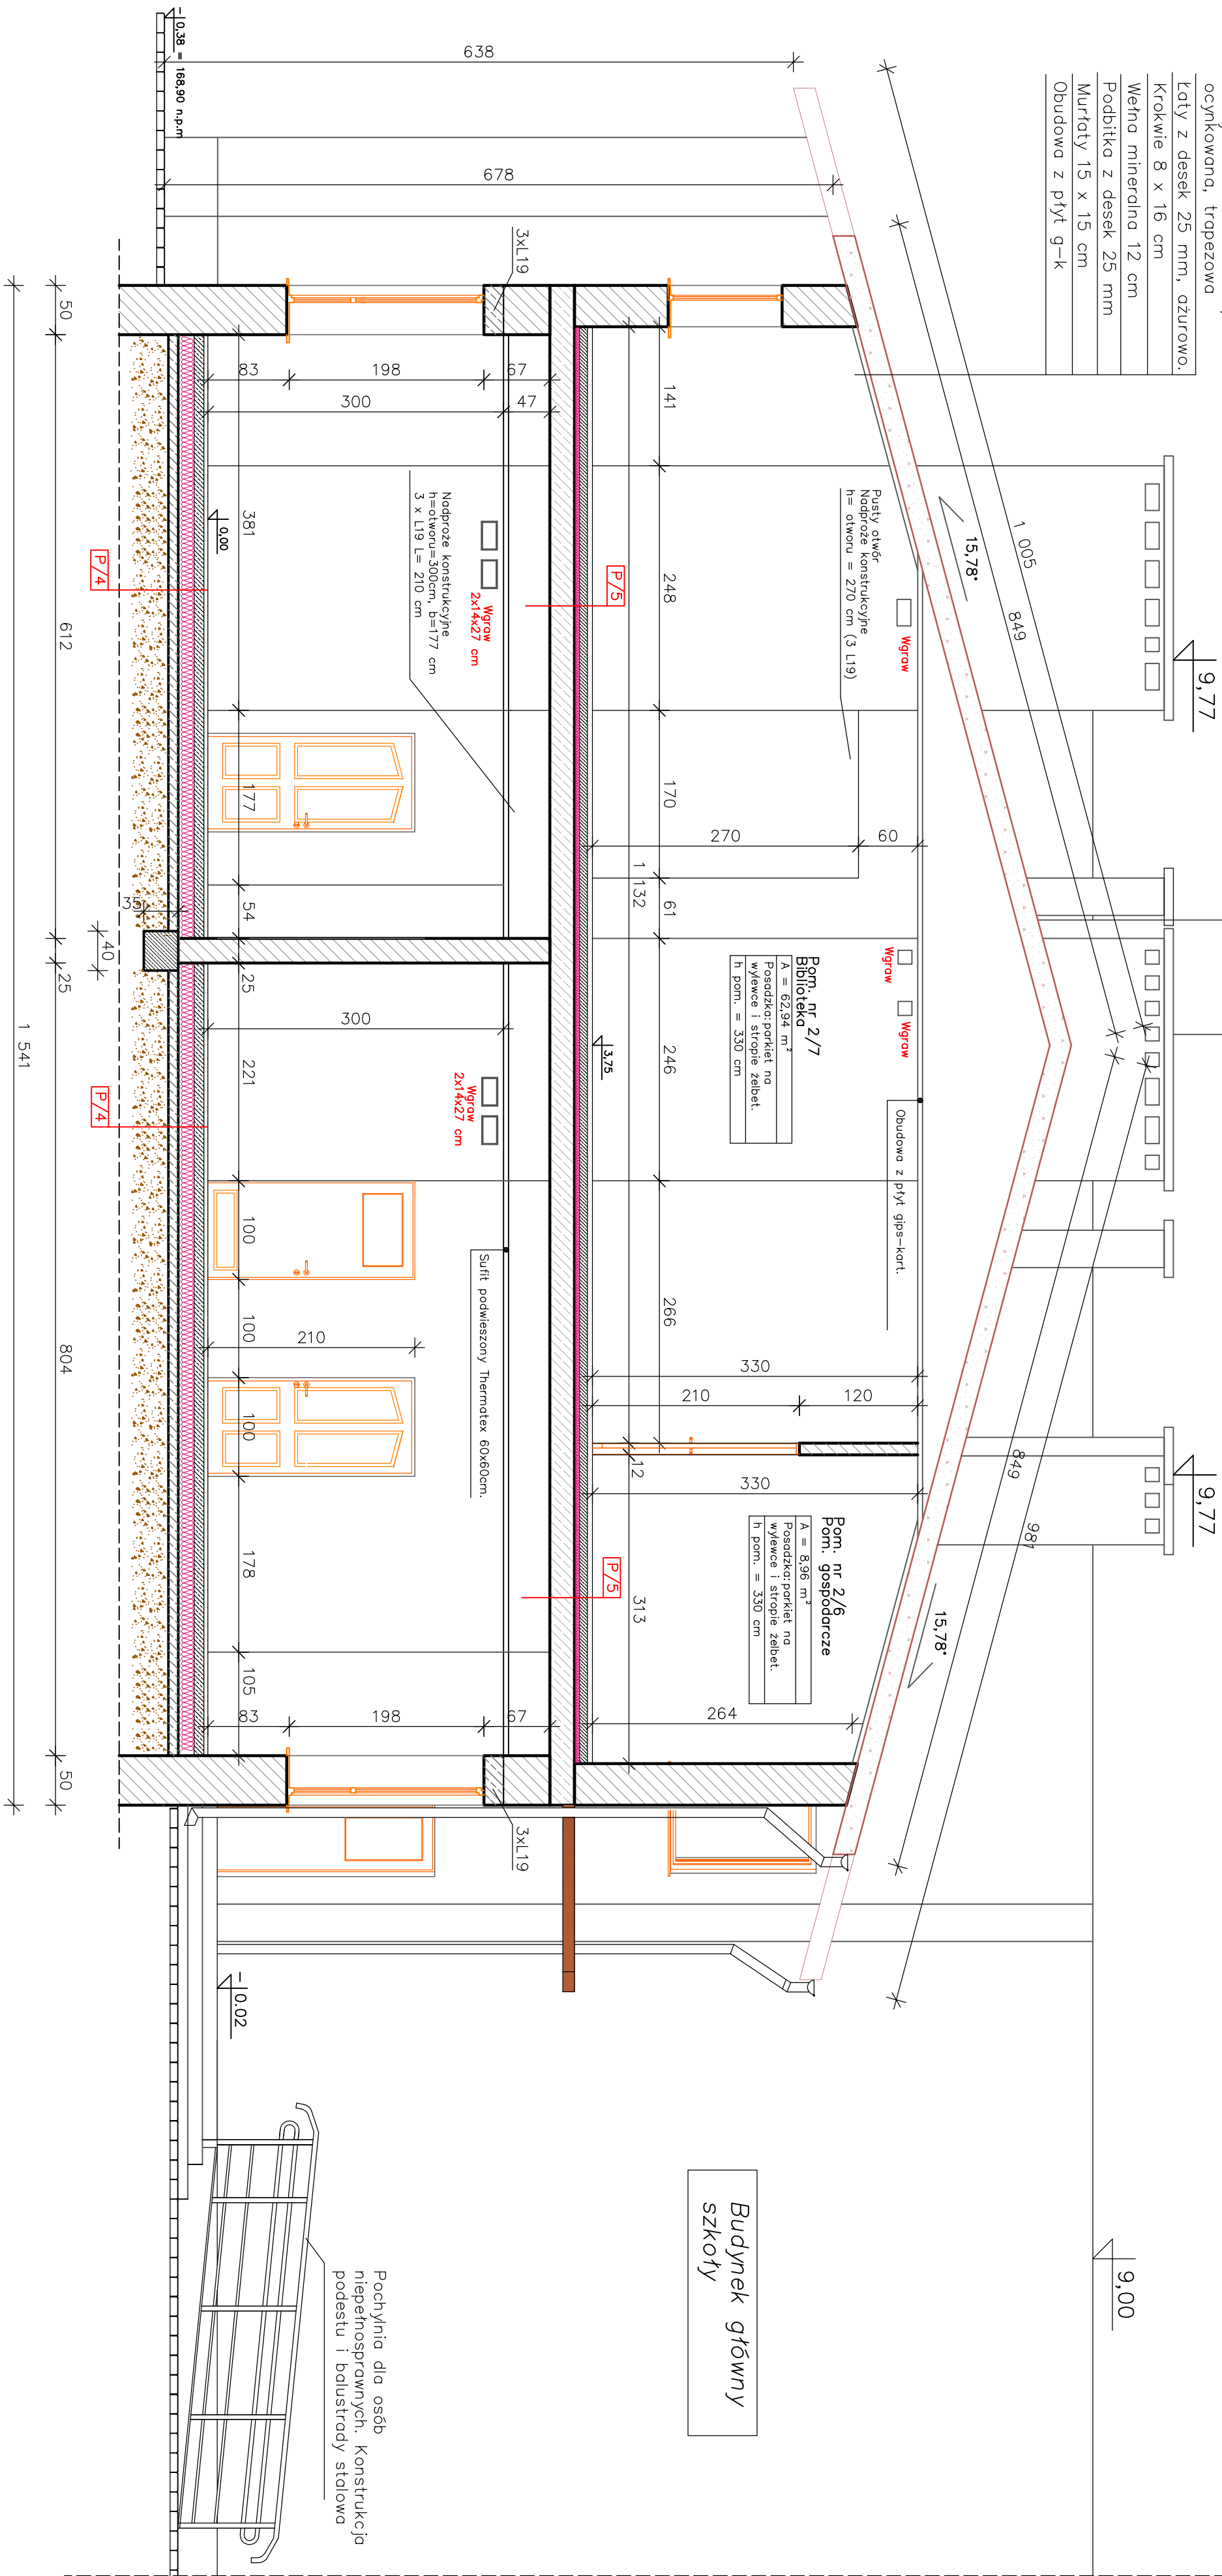 ocynkowana, trapezowa
Łaty z desek 25 mm, ażurowo.
Krokwie 8 x 16 cm
Wełna mineralna 12 cm
Podbitka z desek 25 mm
Murłaty 15 x 15 cm
Obudowa z płyt g-k
9,77
9,77
9,00
1 005
849
849
981
15,78°
15,78°
638
678
-0,38 = 168,90 n.p.m
3xL19
Pusty otwór
Nadproże konstrukcyjne
h= otworu = 270 cm (3 L19)
Wgraw
Wgraw
Wgraw
Obudowa z płyt gips-kart.
Pom. nr 2/7
Biblioteka
A = 62,94 m²
Posadzka:parkiet na
wylewce i stropie żelbet.
h pom. = 330 cm
Pom. nr 2/6
Pom. gospodarcze
A = 8,96 m²
Posadzka:parkiet na
wylewce i stropie żelbet.
h pom. = 330 cm
60
270
330
120
210
330
264
141
248
170
61
246
266
12
313
1 132
3,75
P/5
P/5
67
198
83
47
300
Nadproże konstrukcyjne
h=otworu=300cm, b=177 cm
3 x L19 L= 210 cm
Wgraw
2x14x27 cm
Wgraw
2x14x27 cm
300
Sufit podwieszony Thermatex 60x60cm.
210
67
198
83
3xL19
0,00
381
177
54
25
221
100
100
100
178
105
P/4
P/4
35
40
50
612
25
804
50
1 541
-0.02
Budynek główny
szkoły
Pochylnia dla osób
niepełnosprawnych. Konstrukcja
podestu i balustrady stalowa